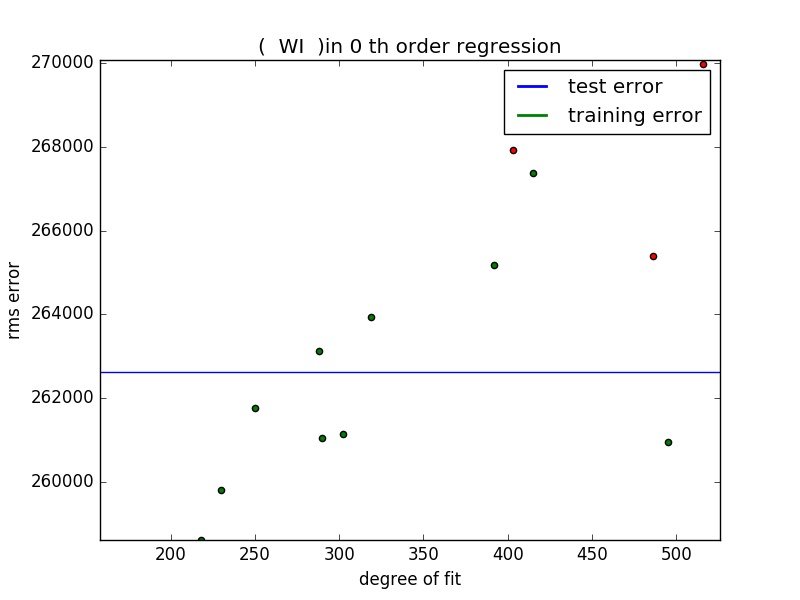 (  WI  )in 0 th order regression
270000
268000
266000
264000
262000
260000
rms error
test error
training error
200 250 300 350 400 450 500
degree of fit